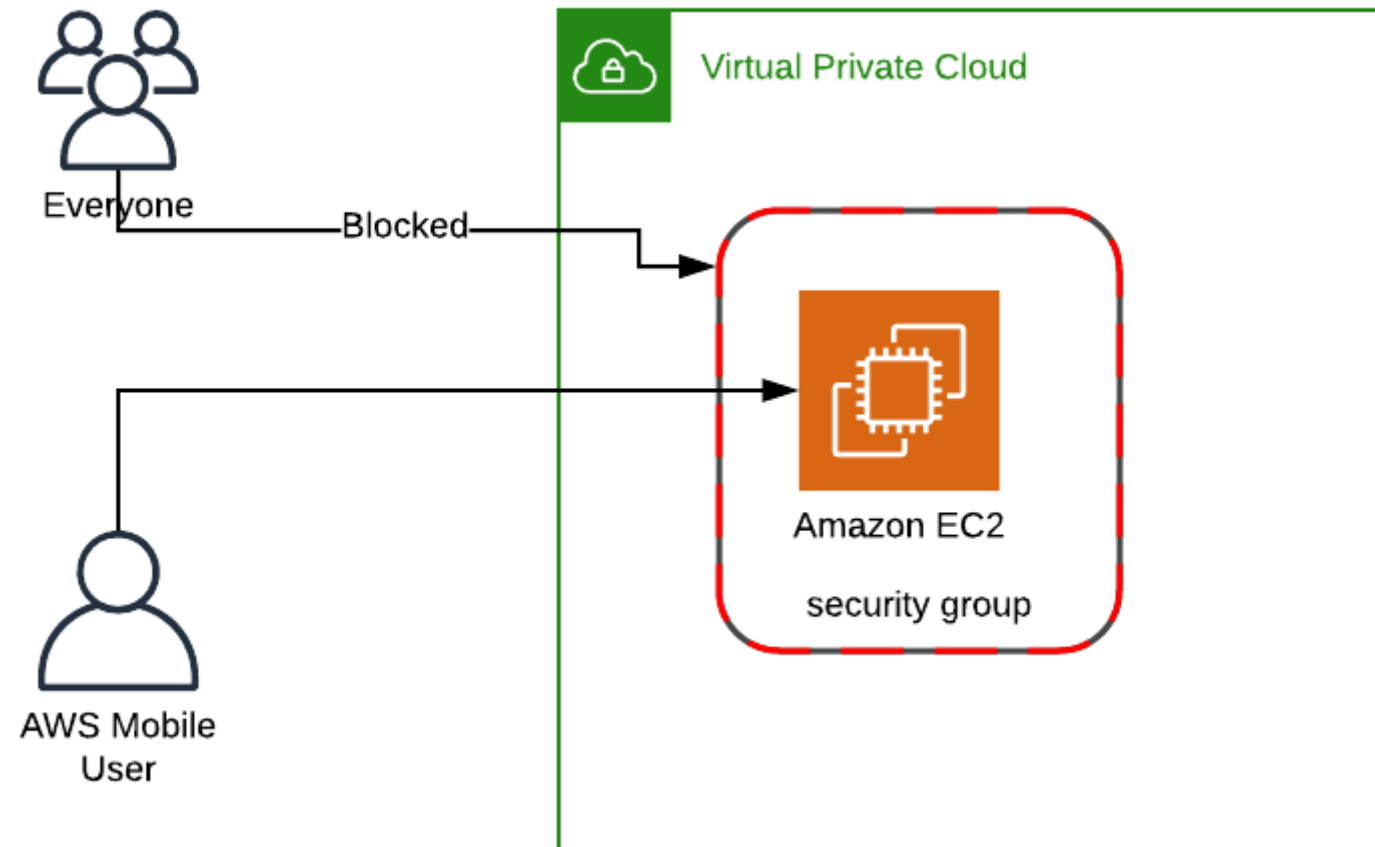 Virtual Private Cloud
Everyone
Blocked
Amazon EC2
security group
AWS Mobile
User